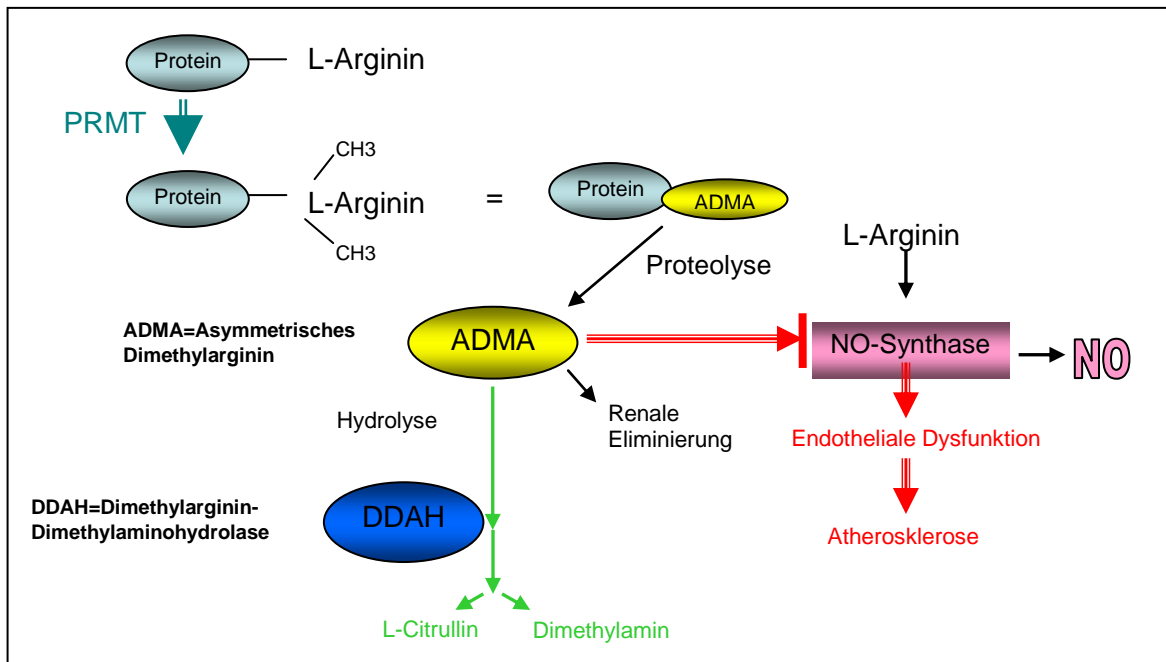 Protein
L-Arginin
PRMT
CH3
Protein
L-Arginin
CH3
=
Protein
ADMA
L-Arginin
Proteolyse
ADMA=Asymmetrisches
Dimethylarginin
ADMA
NO-Synthase
NO
Hydrolyse
Renale
Eliminierung
Endotheliale Dysfunktion
DDAH=Dimethylarginin-
Dimethylaminohydrolase
DDAH
Atherosklerose
L-Citrullin
Dimethylamin